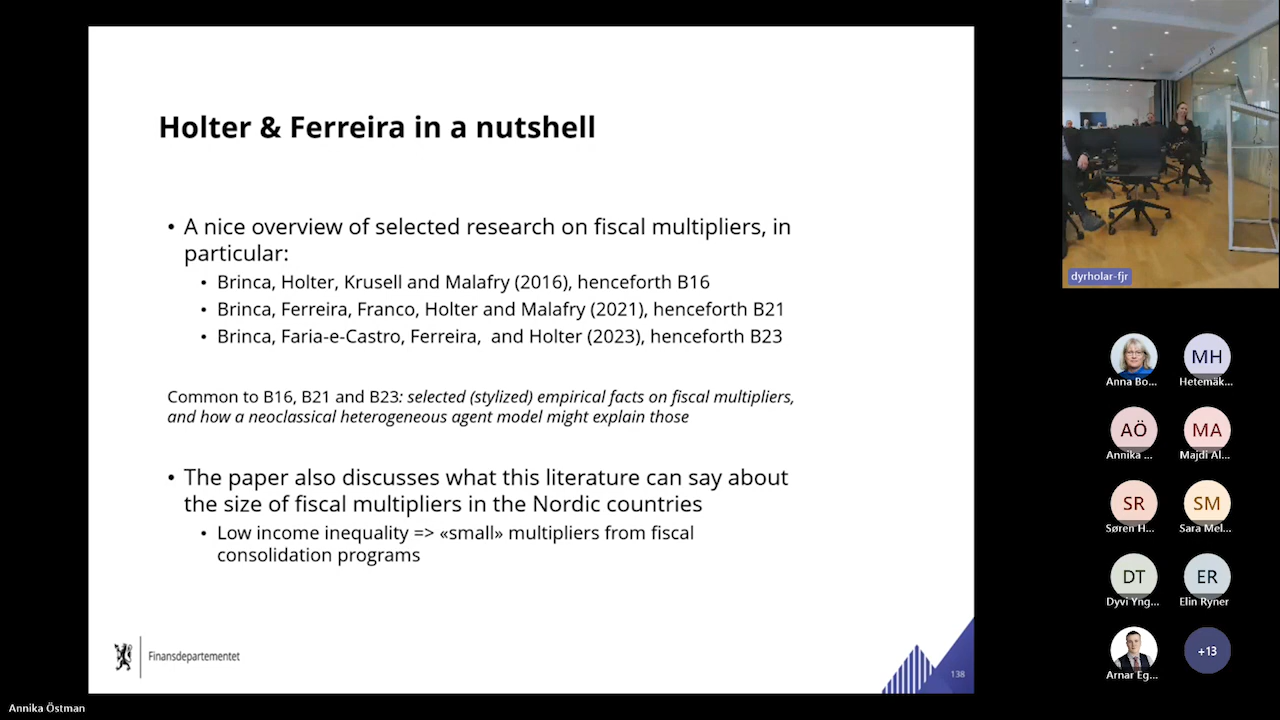 Holter & Ferreira in a nutshell
• A nice overview of selected research on fiscal multipliers, in
particular:
• Brinca, Holter, Krusell and Malafry (2016), henceforth B16
• Brinca, Ferreira, Franco, Holter and Malafry (2021), henceforth B21
• Brinca, Faria-e-Castro, Ferreira,  and Holter (2023), henceforth B23
Common to B16, B21 and B23: selected (stylized) empirical facts on fiscal multipliers,
and how a neoclassical heterogeneous agent model might explain those
• The paper also discusses what this literature can say about
the size of fiscal multipliers in the Nordic countries
• Low income inequality => «small» multipliers from fiscal
consolidation programs
Finansdepartementet
138
dyrholar-fjr
Anna Bo...
MH
Hetemäk...
AÖ
Annika ...
MA
Majdi Al...
SR
Søren H...
SM
Sara Mel...
DT
Dyvi Yng...
ER
Elin Ryner
Arnar Eg...
+13
Annika Östman